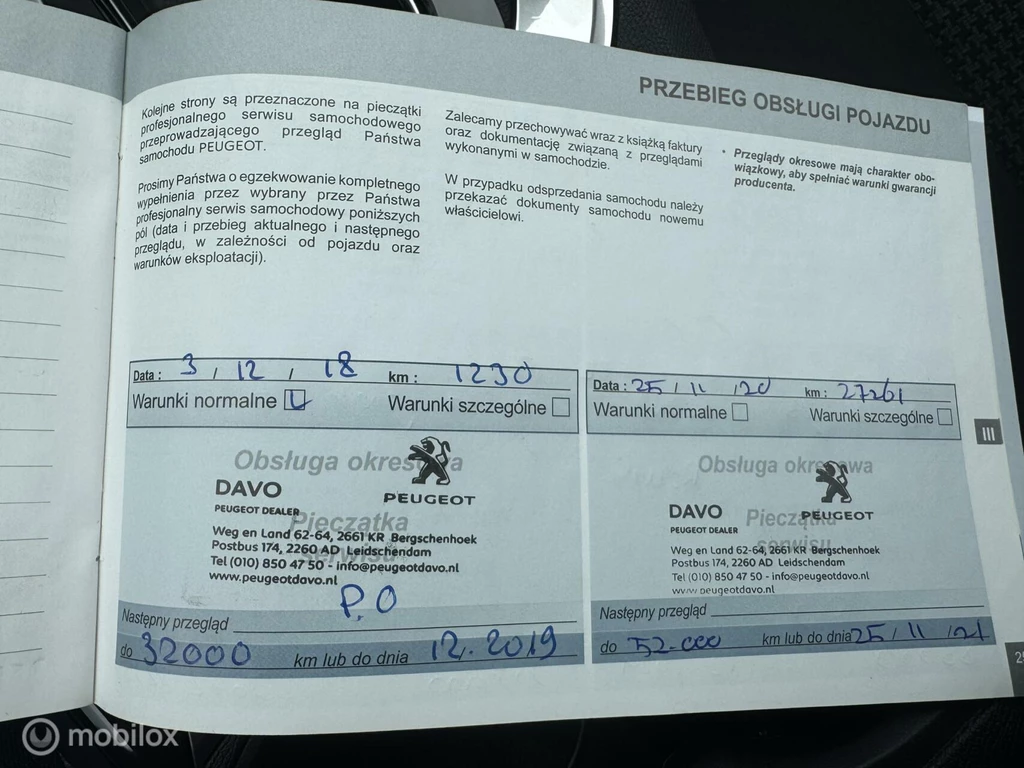 PRZEBIEG OBSŁUGI POJAZDU
Kolejne strony są przeznaczone na pieczątki
profesjonalnego serwisu samochodowego
przeprowadzającego przegląd Państwa
samochodu PEUGEOT.
Prosimy Państwa o egzekwowanie kompletnego
wypełnienia przez wybrany przez Państwa
profesjonalny serwis samochodowy poniższych
pól (data i przebieg aktualnego i następnego
przeglądu, w zależności od pojazdu oraz
warunków eksploatacji).
Zalecamy przechowywać wraz z książką faktury
oraz dokumentację związaną z przeglądami
wykonanymi w samochodzie.
W przypadku odsprzedania samochodu należy
przekazać dokumenty samochodu nowemu
właścicielowi.
• Przeglądy okresowe mają charakter obo-
wiązkowy, aby spełniać warunki gwarancji
producenta.
Data : 3 / 12 / 18 km : 1230
Warunki normalne Warunki szczególne
Obsługa okresowa
PEUGEOT
DAVO
PEUGEOT DEALER
Pieczątka
serwisu
Weg en Land 62-64, 2661 KR Bergschenhoek
Postbus 174, 2260 AD Leidschendam
Tel (010) 850 47 50 - info@peugeotdavo.nl
www.peugeotdavo.nl
P.O
Następny przegląd
do 32000 km lub do dnia 12.2019
Data : 25 / 11 / 20 km : 27261
Warunki normalne Warunki szczególne
Obsługa okresowa
DAVO
PEUGEOT DEALER
Pieczątka
PEUGEOT
serwisu
Weg en Land 62-64, 2661 KR Bergschenhoek
Postbus 174, 2260 AD Leidschendam
Tel (010) 850 47 50 - info@peugeotdavo.nl
www.peugeotdavo.nl
Następny przegląd
do 52.000 km lub do dnia 25 / 11 / 21
III
mobilox